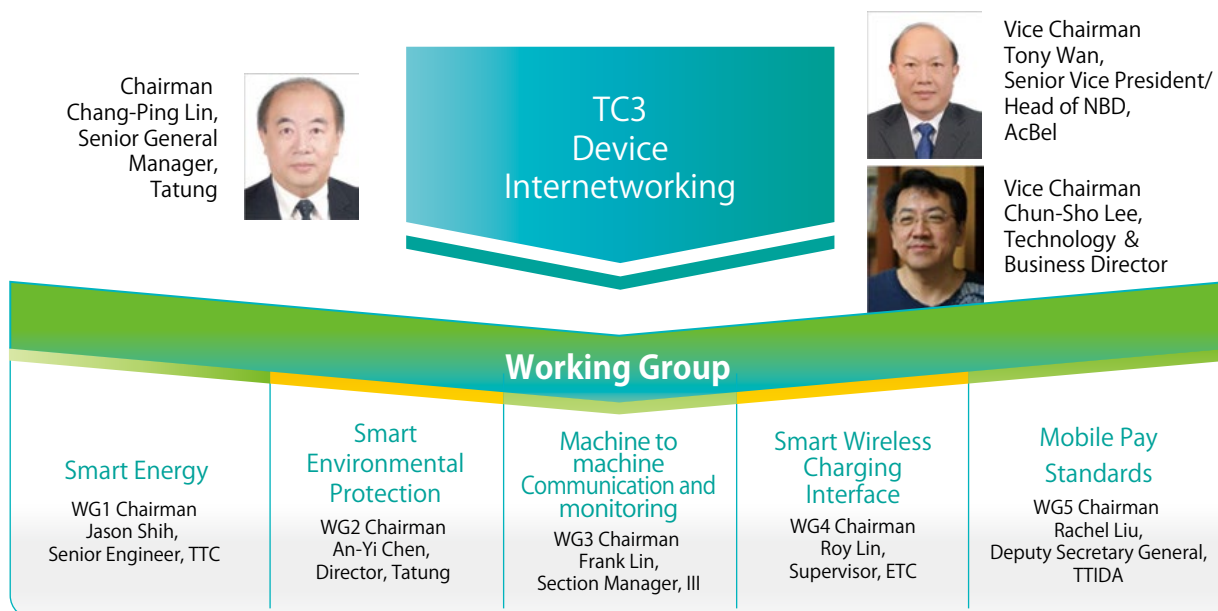 Chairman
Chang-Ping Lin,
Senior General
Manager,
Tatung
TC3
Device
Internetworking
Vice Chairman
Tony Wan,
Senior Vice President/
Head of NBD,
AcBel
Vice Chairman
Chun-Sho Lee,
Technology &
Business Director
Working Group
Smart Energy
WG1 Chairman
Jason Shih,
Senior Engineer, TTC
Smart
Environmental
Protection
WG2 Chairman
An-Yi Chen,
Director, Tatung
Machine to
machine
Communication and
monitoring
WG3 Chairman
Frank Lin,
Section Manager, III
Smart Wireless
Charging
Interface
WG4 Chairman
Roy Lin,
Supervisor, ETC
Mobile Pay
Standards
WG5 Chairman
Rachel Liu,
Deputy Secretary General,
TTIDA